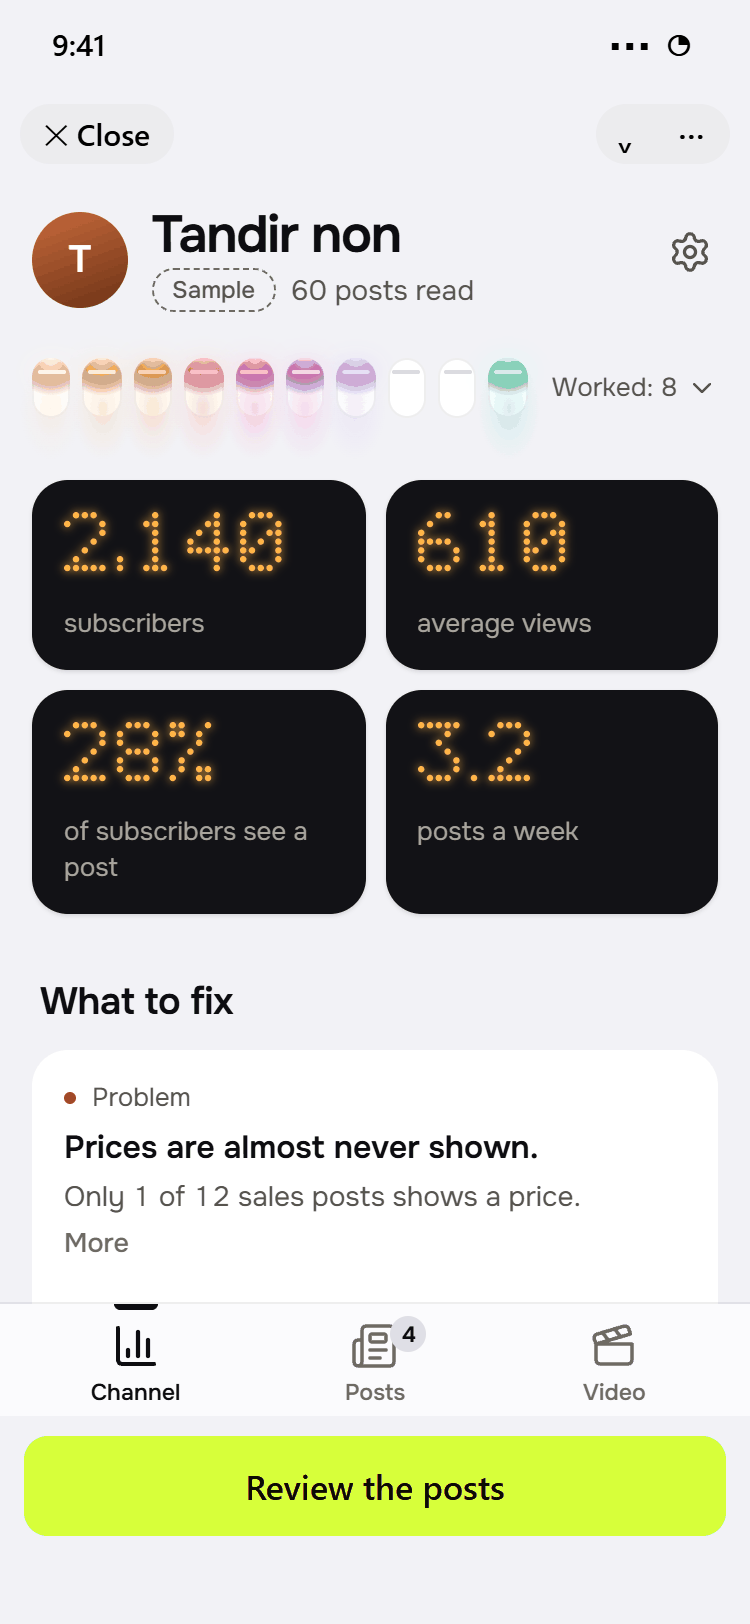 9:41
Close
Tandir non
T
Sample 60 posts read
Worked: 8
2,140
subscribers
610
average views
28%
of subscribers see a
post
3.2
posts a week
What to fix
Problem
Prices are almost never shown.
Only 1 of 12 sales posts shows a price.
More
Channel
Posts
4
Video
Review the posts